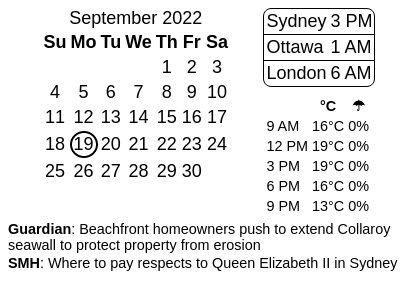 September 2022
Su Mo Tu We Th Fr Sa
1 2 3
4 5 6 7 8 9 10
11 12 13 14 15 16 17
18 19 20 21 22 23 24
25 26 27 28 29 30
Sydney 3 PM
Ottawa 1 AM
London 6 AM
°C ☂
9 AM 16°C 0%
12 PM 19°C 0%
3 PM 19°C 0%
6 PM 16°C 0%
9 PM 13°C 0%
Guardian: Beachfront homeowners push to extend Collaroy
seawall to protect property from erosion
SMH: Where to pay respects to Queen Elizabeth II in Sydney